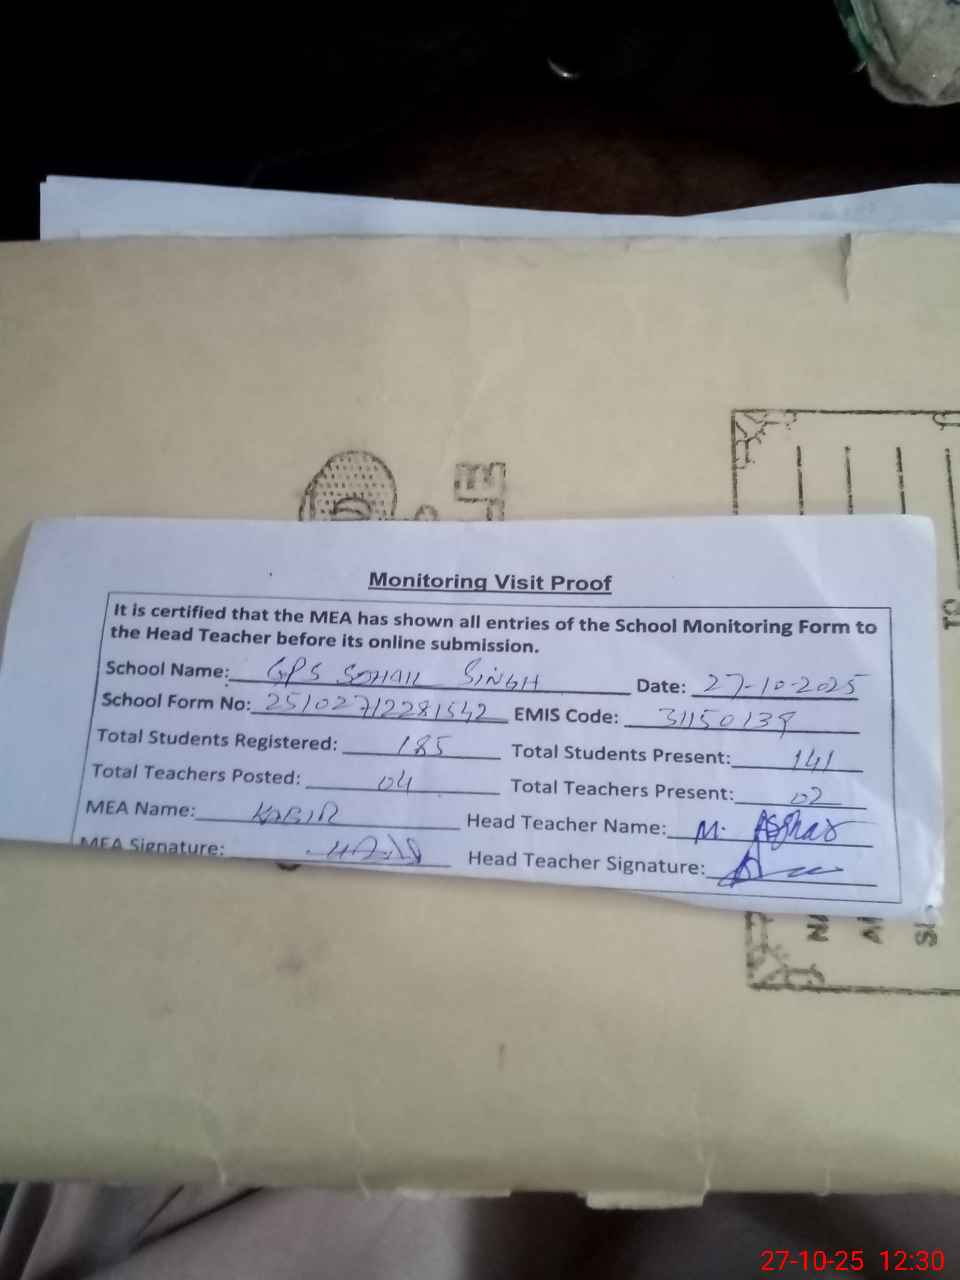 Monitoring Visit Proof
It is certified that the MEA has shown all entries of the School Monitoring Form to
the Head Teacher before its online submission.
School Name: GPS SOHAIL SINGH Date: 27-10-2025
School Form No: 25102712281542 EMIS Code: 31150139
Total Students Registered: 185 Total Students Present: 141
Total Teachers Posted: 04 Total Teachers Present: 02
MEA Name: KABIR Head Teacher Name: M. Asghar
MEA Signature: Head Teacher Signature:
TO
27-10-25 12:30